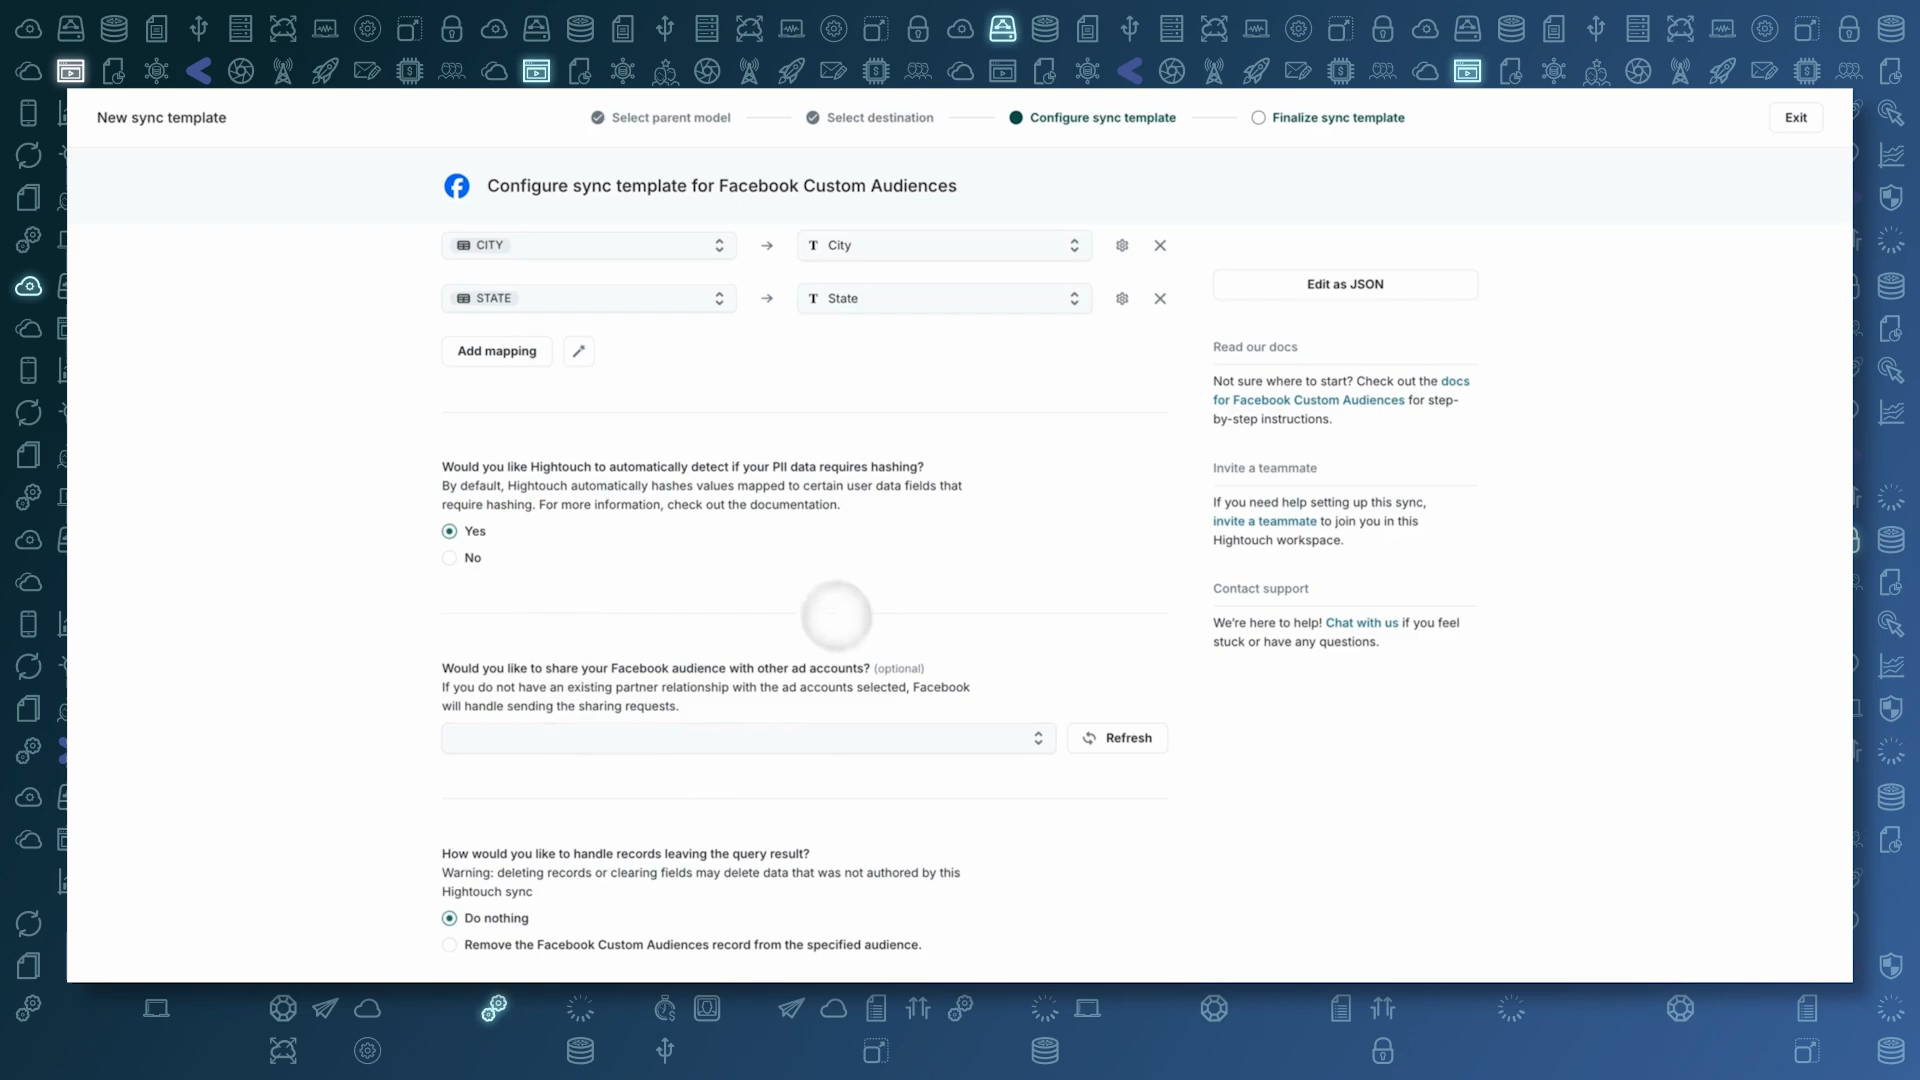 New sync template
Select parent model
Select destination
Configure sync template
Finalize sync template
Exit
Configure sync template for Facebook Custom Audiences
CITY
City
STATE
State
Add mapping
Would you like Hightouch to automatically detect if your PII data requires hashing?
By default, Hightouch automatically hashes values mapped to certain user data fields that
require hashing. For more information, check out the documentation.
Yes
No
Would you like to share your Facebook audience with other ad accounts? (optional)
If you do not have an existing partner relationship with the ad accounts selected, Facebook
will handle sending the sharing requests.
Refresh
How would you like to handle records leaving the query result?
Warning: deleting records or clearing fields may delete data that was not authored by this
Hightouch sync
Do nothing
Remove the Facebook Custom Audiences record from the specified audience.
Edit as JSON
Read our docs
Not sure where to start? Check out the docs
for Facebook Custom Audiences for step-
by-step instructions.
Invite a teammate
If you need help setting up this sync,
invite a teammate to join you in this
Hightouch workspace.
Contact support
We're here to help! Chat with us if you feel
stuck or have any questions.